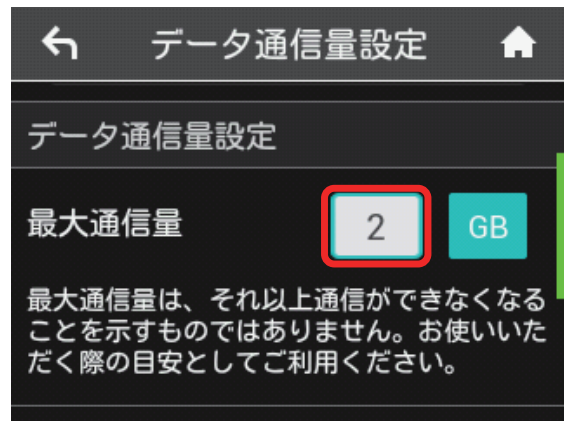 データ通信量設定
データ通信量設定
最大通信量 2 GB
最大通信量は、それ以上通信ができなくなる
ことを示すものではありません。お使いいた
だく際の目安としてご利用ください。